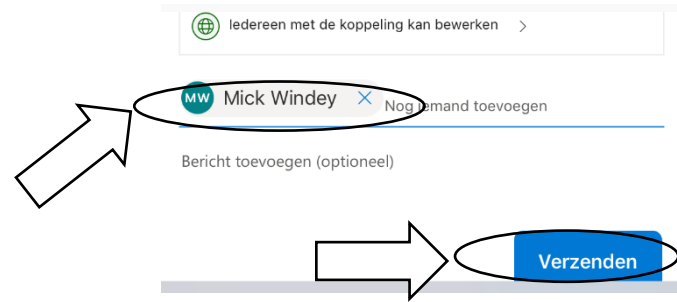 Iedereen met de koppeling kan bewerken
MW Mick Windey Nog iemand toevoegen
Bericht toevoegen (optioneel)
Verzenden